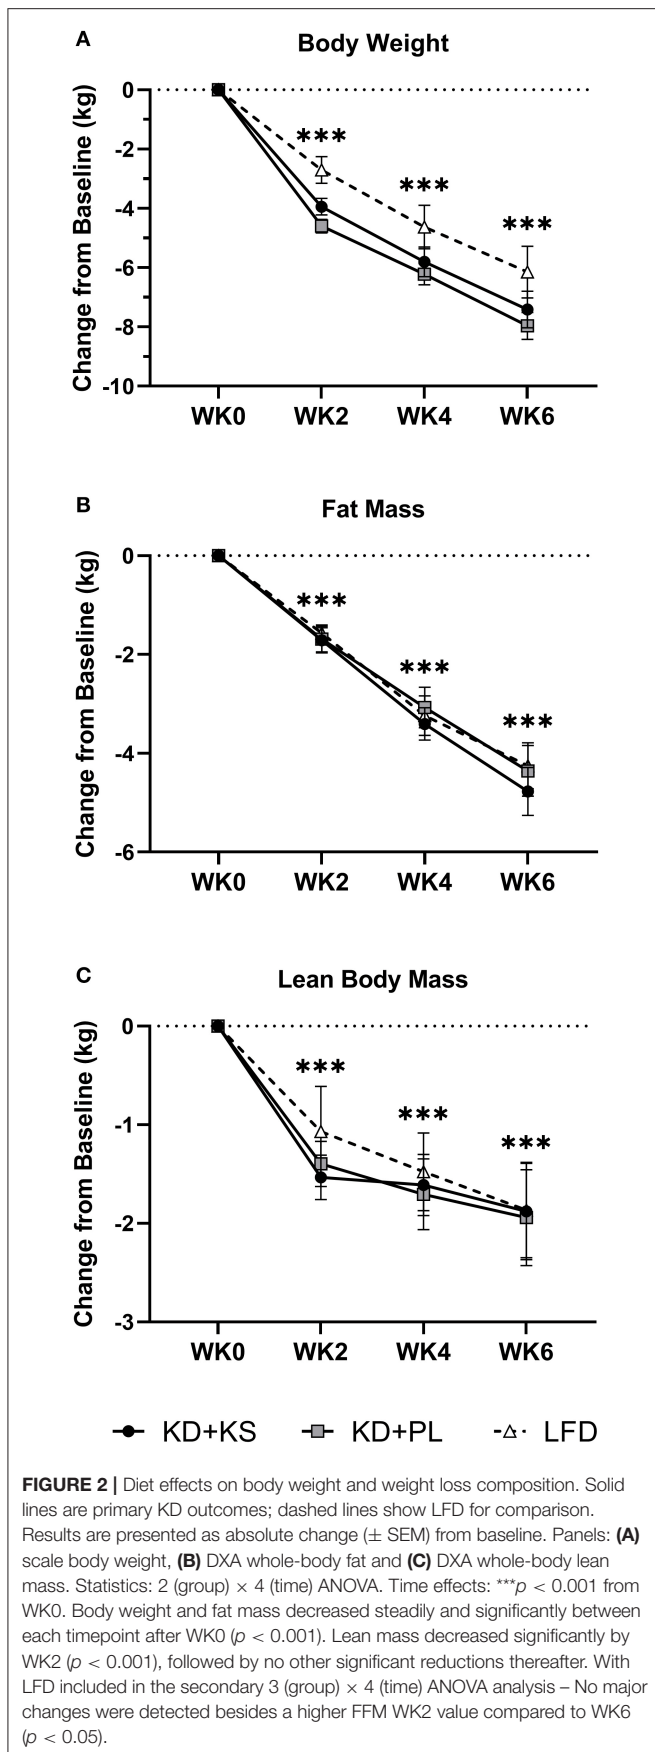 A
Body Weight
Change from Baseline (kg)
0
-2
-4
-6
-8
-10
***
***
***
WK0 WK2 WK4 WK6
B
Fat Mass
Change from Baseline (kg)
0
-2
-4
-6
***
***
***
WK0 WK2 WK4 WK6
C
Lean Body Mass
Change from Baseline (kg)
0
-1
-2
-3
***
***
***
WK0 WK2 WK4 WK6
KD+KS KD+PL LFD
FIGURE 2 | Diet effects on body weight and weight loss composition. Solid
lines are primary KD outcomes; dashed lines show LFD for comparison.
Results are presented as absolute change (± SEM) from baseline. Panels: (A)
scale body weight, (B) DXA whole-body fat and (C) DXA whole-body lean
mass. Statistics: 2 (group) × 4 (time) ANOVA. Time effects: ***p < 0.001 from
WK0. Body weight and fat mass decreased steadily and significantly between
each timepoint after WK0 (p < 0.001). Lean mass decreased significantly by
WK2 (p < 0.001), followed by no other significant reductions thereafter. With
LFD included in the secondary 3 (group) × 4 (time) ANOVA analysis – No major
changes were detected besides a higher FFM WK2 value compared to WK6
(p < 0.05).